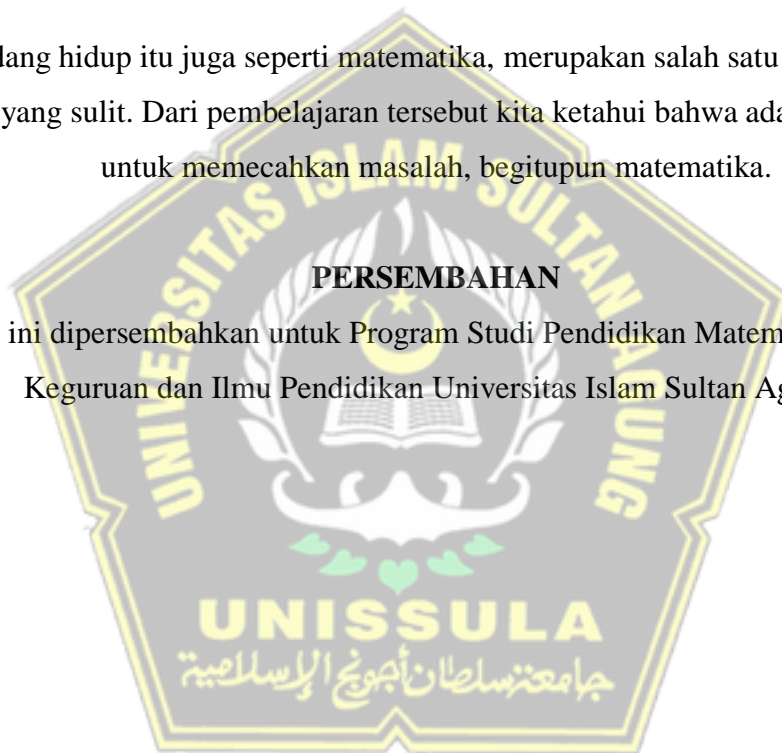 dang hidup itu juga seperti matematika, merupakan salah satu
yang sulit. Dari pembelajaran tersebut kita ketahui bahwa ada
untuk memecahkan masalah, begitupun matematika.
PERSEMBAHAN
ini dipersembahkan untuk Program Studi Pendidikan Matem
Keguruan dan Ilmu Pendidikan Universitas Islam Sultan Ag
UNIVERSITAS ISLAM SULTAN AGUNG
UNISSULA
جامعة سلطان أجونج الإسلامية